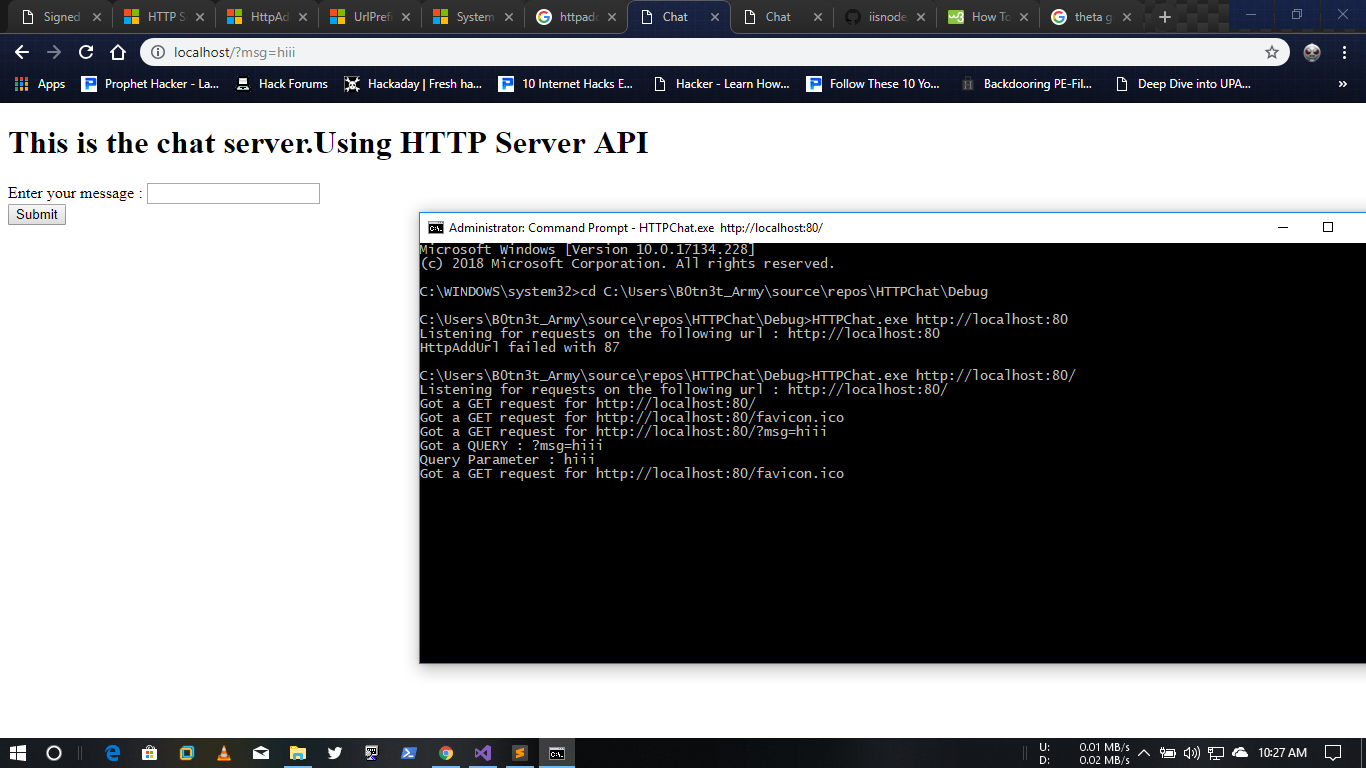 Signed
HTTP S
HttpAd
UrlPrefi
System
httpadd
Chat
Chat
iisnode
How To
theta g
localhost/?msg=hiii
Apps
Prophet Hacker - La...
Hack Forums
Hackaday | Fresh ha...
10 Internet Hacks E...
Hacker - Learn How...
Follow These 10 Yo...
Backdooring PE-Fil...
Deep Dive into UPA...
»
This is the chat server.Using HTTP Server API
Enter your message :
Submit
Administrator: Command Prompt - HTTPChat.exe http://localhost:80/
Microsoft Windows [Version 10.0.17134.228]
(c) 2018 Microsoft Corporation. All rights reserved.
C:\WINDOWS\system32>cd C:\Users\B0tn3t_Army\source\repos\HTTPChat\Debug
C:\Users\B0tn3t_Army\source\repos\HTTPChat\Debug>HTTPChat.exe http://localhost:80
Listening for requests on the following url : http://localhost:80
HttpAddUrl failed with 87
C:\Users\B0tn3t_Army\source\repos\HTTPChat\Debug>HTTPChat.exe http://localhost:80/
Listening for requests on the following url : http://localhost:80/
Got a GET request for http://localhost:80/
Got a GET request for http://localhost:80/favicon.ico
Got a GET request for http://localhost:80/?msg=hiii
Got a QUERY : ?msg=hiii
Query Parameter : hiii
Got a GET request for http://localhost:80/favicon.ico
U: 0.01 MB/s
D: 0.02 MB/s
10:27 AM